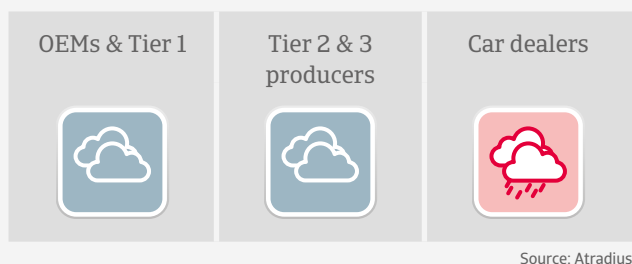 OEMs & Tier 1
Tier 2 & 3
producers
Car dealers
Source: Atradius